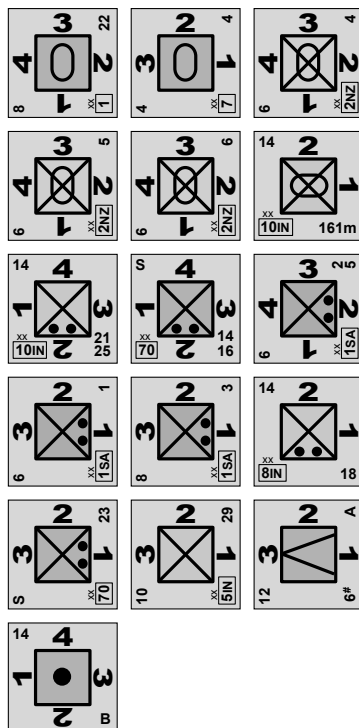 3 22
4 2
8 1 xx 1
2 4
3 1
4 xx 7
3 4
4 2
6 1 xx 2NZ
3 5
4 2
6 1 xx 2NZ
3 6
4 2
6 1 xx 2NZ
14 2
1
xx 10IN 161m
14 4
1 3
xx 10IN 2 21 25
S 4
1 3
xx 70 2 14 16
3 2 5
4 2
6 1 xx 1SA
2 1
3 1
6 xx 1SA
2 3
3 1
8 xx 1SA
14 2
1
xx 8IN 18
2 23
3 1
S xx 70
2 29
3 1
10 xx 5IN
2 A
3 1
12 6#
14 4
1 3
2 B